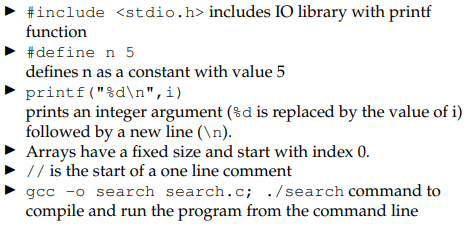 ▶ #include <stdio.h> includes IO library with printf
function
▶ #define n 5
defines n as a constant with value 5
▶ printf("%d\n",i)
prints an integer argument (%d is replaced by the value of i)
followed by a new line (\n).
▶ Arrays have a fixed size and start with index 0.
▶ // is the start of a one line comment
▶ gcc -o search search.c; ./search command to
compile and run the program from the command line